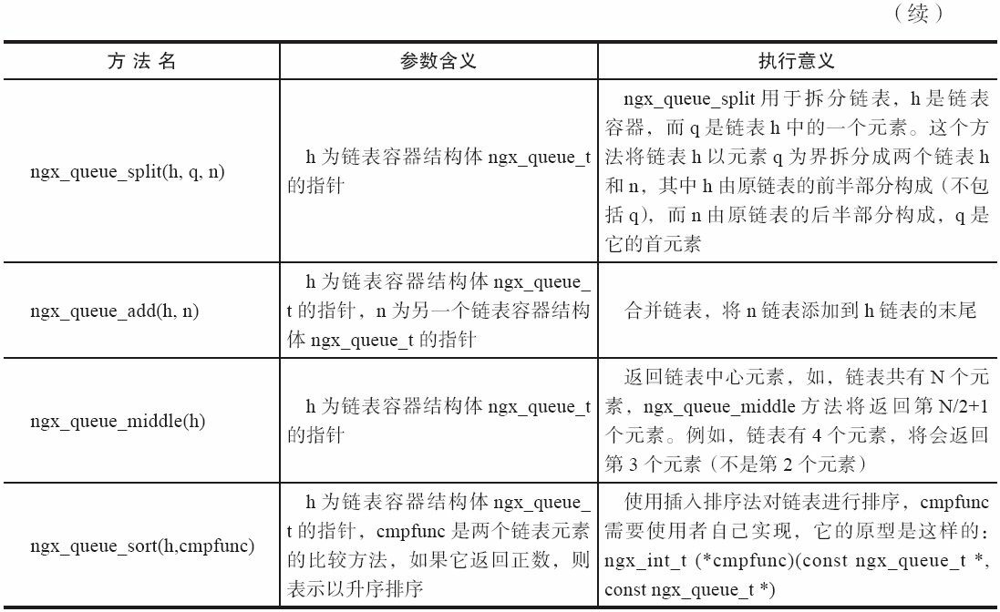 （续）
方 法 名
参数含义
执行意义
ngx_queue_split(h, q, n)
h 为链表容器结构体 ngx_queue_t
的指针
ngx_queue_split 用于拆分链表，h 是链表
容器，而 q 是链表 h 中的一个元素。这个方
法将链表 h 以元素 q 为界拆分成两个链表 h
和 n，其中 h 由原链表的前半部分构成（不包
括 q），而 n 由原链表的后半部分构成，q 是
它的首元素
ngx_queue_add(h, n)
h 为链表容器结构体 ngx_queue_
t 的指针，n 为另一个链表容器结构
体 ngx_queue_t 的指针
合并链表，将 n 链表添加到 h 链表的末尾
ngx_queue_middle(h)
h 为链表容器结构体 ngx_queue_t
的指针
返回链表中心元素，如，链表共有 N 个元
素，ngx_queue_middle 方法将返回第 N/2+1
个元素。例如，链表有 4 个元素，将会返回
第 3 个元素（不是第 2 个元素）
ngx_queue_sort(h,cmpfunc)
h 为链表容器结构体 ngx_queue_
t 的指针，cmpfunc 是两个链表元素
的比较方法，如果它返回正数，则
表示以升序排序
使用插入排序法对链表进行排序，cmpfunc
需要使用者自己实现，它的原型是这样的：
ngx_int_t (*cmpfunc)(const ngx_queue_t *,
const ngx_queue_t *)